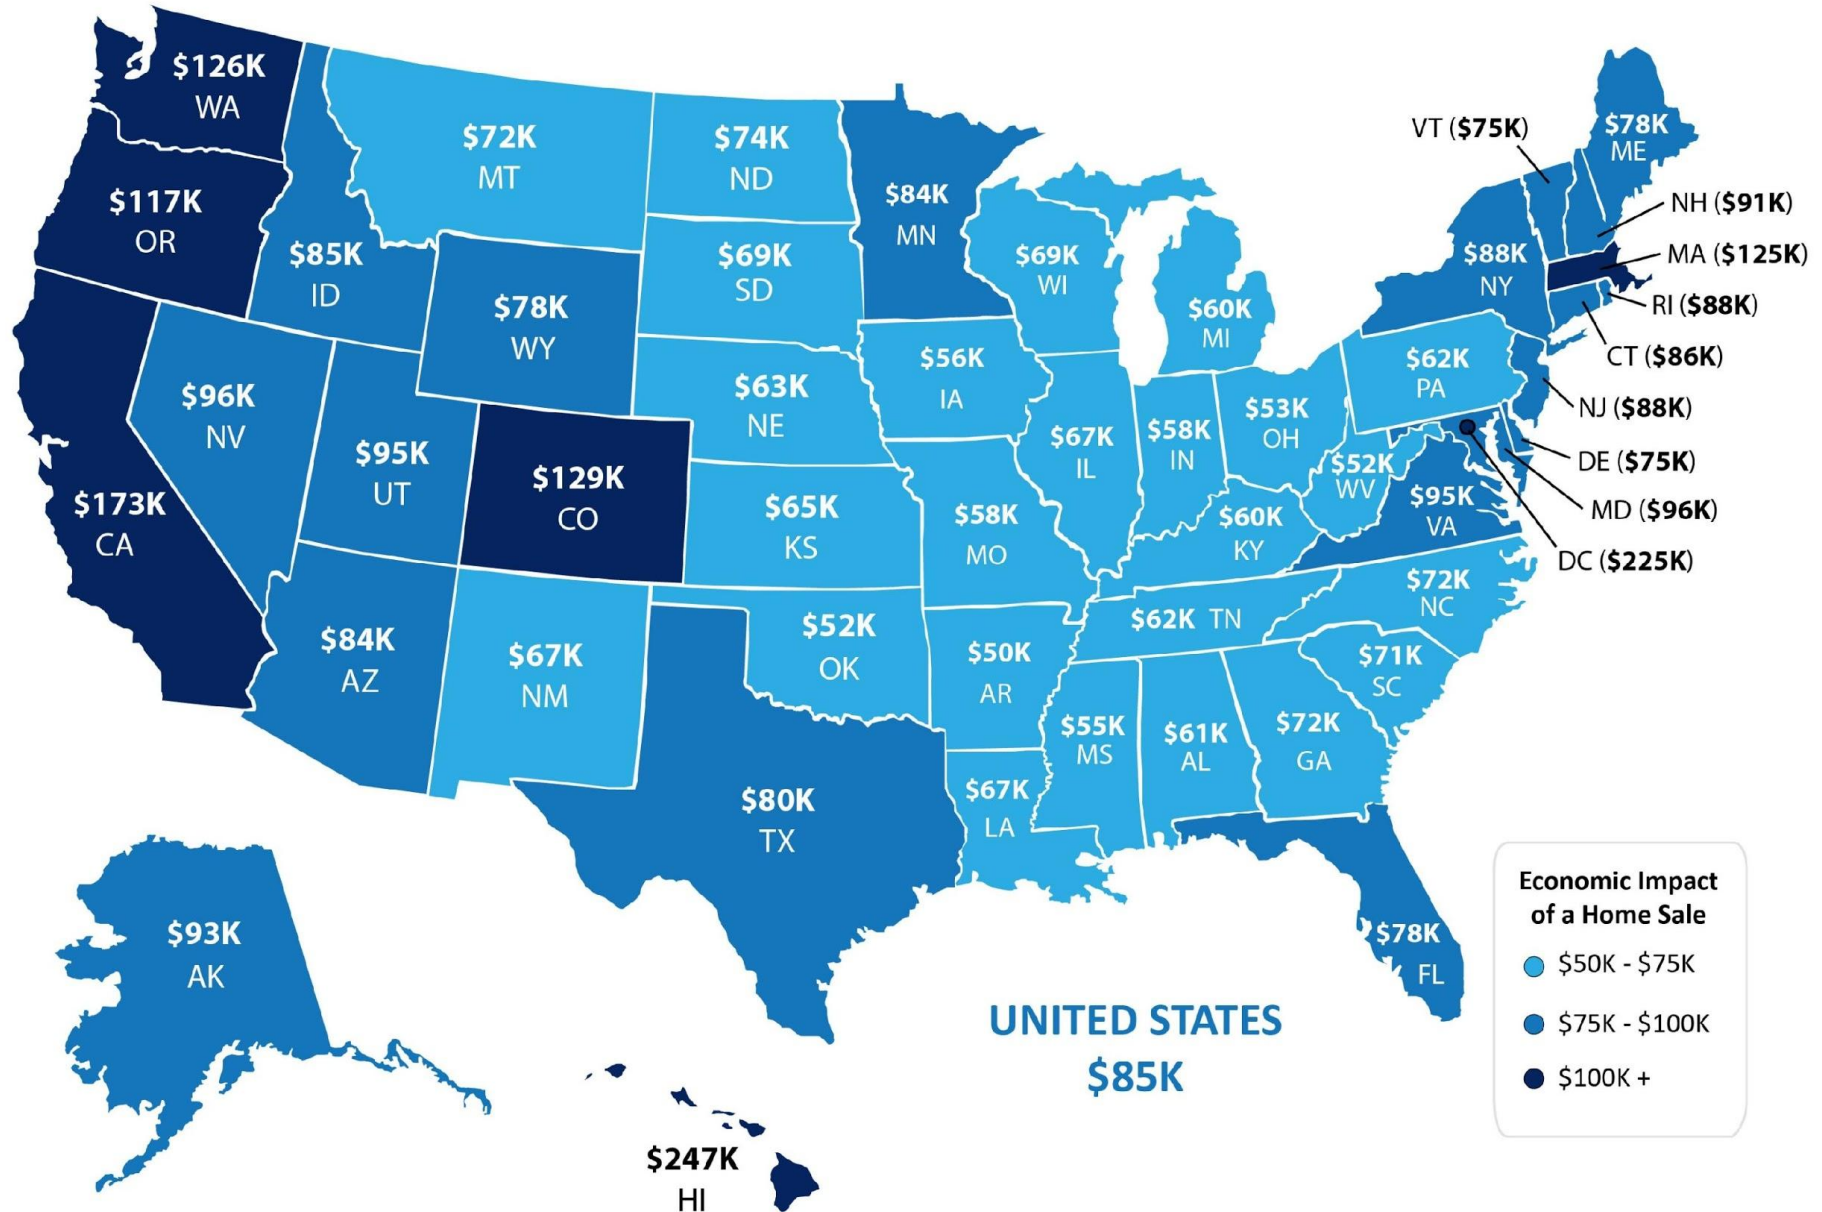 $126K
WA
$117K
OR
$173K
CA
$96K
NV
$85K
ID
$72K
MT
$78K
WY
$95K
UT
$129K
CO
$84K
AZ
$67K
NM
$74K
ND
$69K
SD
$63K
NE
$65K
KS
$52K
OK
$80K
TX
$84K
MN
$56K
IA
$58K
MO
$50K
AR
$67K
LA
$69K
WI
$67K
IL
$60K
MI
$58K
IN
$53K
OH
$60K
KY
$62K TN
$55K
MS
$61K
AL
$72K
GA
$71K
SC
$72K
NC
$95K
VA
$52K
WV
$62K
PA
$88K
NY
$78K
ME
VT ($75K)
NH ($91K)
MA ($125K)
RI ($88K)
CT ($86K)
NJ ($88K)
DE ($75K)
MD ($96K)
DC ($225K)
$78K
FL
$93K
AK
$247K
HI
UNITED STATES
$85K
Economic Impact
of a Home Sale
$50K - $75K
$75K - $100K
$100K +